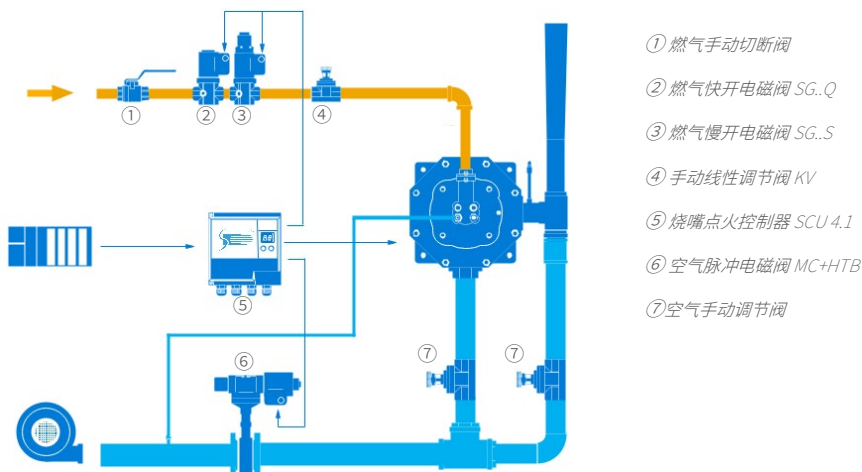 ① 燃气手动切断阀
② 燃气快开电磁阀 SG..Q
③ 燃气慢开电磁阀 SG..S
④ 手动线性调节阀 KV
⑤ 烧嘴点火控制器 SCU 4.1
⑥ 空气脉冲电磁阀 MC+HTB
⑦空气手动调节阀
①
②
③
④
⑤
⑥
⑦
⑦